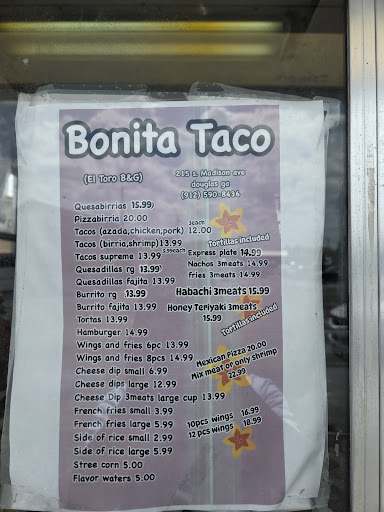 Bonita Taco
(El Toro B&G)
215 s. Madison ave
douglas ga
(912) 590-8436
Quesabirrias 15.99)
Pizzabirria 20.00
Tacos (azada,chicken,pork) 12.00
3each
Tacos (birria,shrimp)13.99
Tacos supreme 13.99
Quesadillas rg 13.99)
Quesadillas fajita 13.99
Burrito rg 13.99)
Burrito fajita 13.99
Tortas 13.99
Hamburger 14.99
Wings and fries 6pc 13.99
Wings and fries 8pcs 14.99
Cheese dip small 6.99
Cheese dips large 12.99
Cheese Dip 3meats large cup 13.99
French fries small 3.99
French fries large 5.99
Side of rice small 2.99
Side of rice large 5.99
Stree corn 5.00
Flavor waters 5.00
Tortillas included
Express plate 14.99
Nachos 3meats 14.99
fries 3meats 14.99
Habachi 3meats 15.99
Honey Teriyaki 3meats
15.99
Tortillas included
Mexican Pizza 20.00
Mix meat or only shrimp
22.99
10pcs wings 16.99
12 pcs wings 18.99